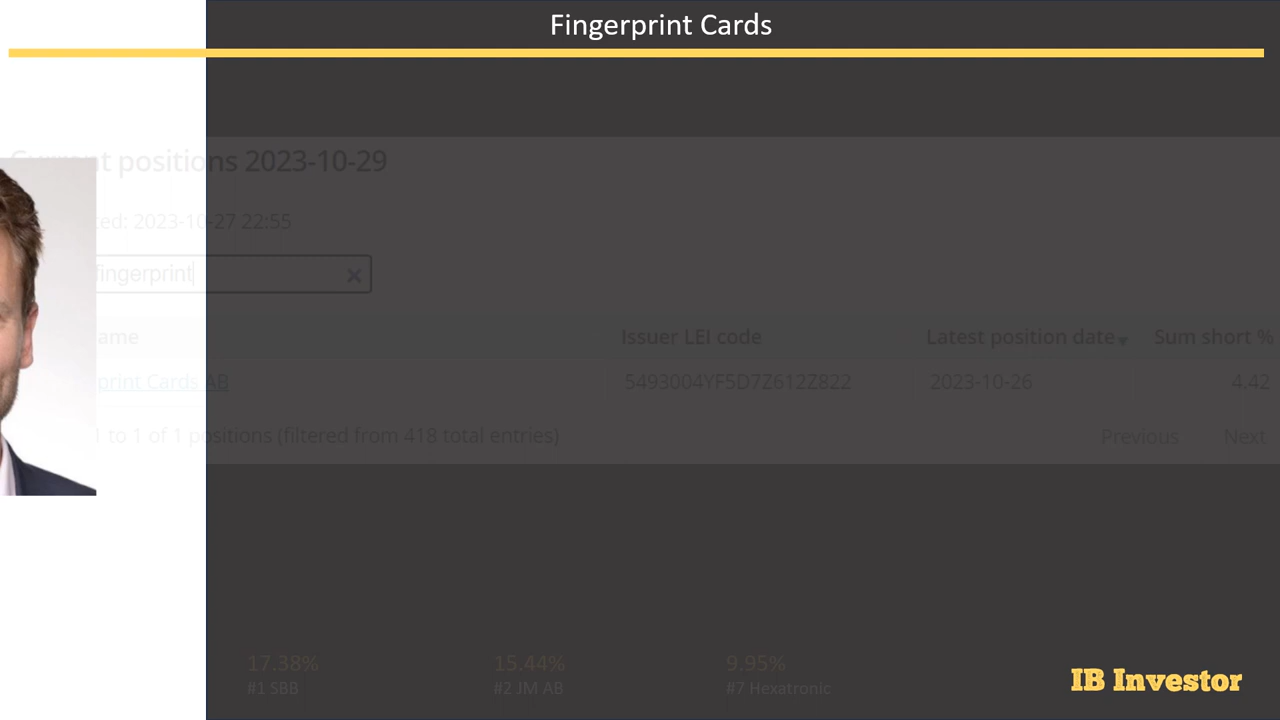 Fingerprint Cards
Current positions 2023-10-29
ted: 2023-10-27 22:55
fingerprint
ame
Issuer LEI code
Latest position date
Sum short %
print Cards AB
5493004YF5D7Z612Z822
2023-10-26
4.42
1 to 1 of 1 positions (filtered from 418 total entries)
Previous
Next
17.38%
15.44%
9.95%
#1 SBB
#2 JM AB
#7 Hexatronic
IB Investor